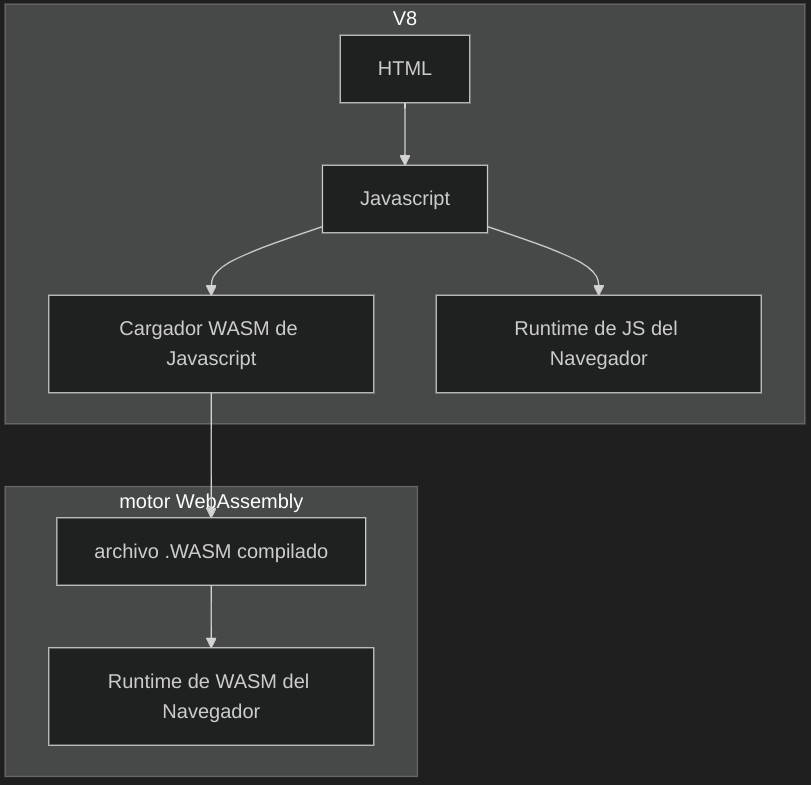 V8
HTML
Javascript
Cargador WASM de
Javascript
Runtime de JS del
Navegador
motor WebAssembly
archivo .WASM compilado
Runtime de WASM del
Navegador